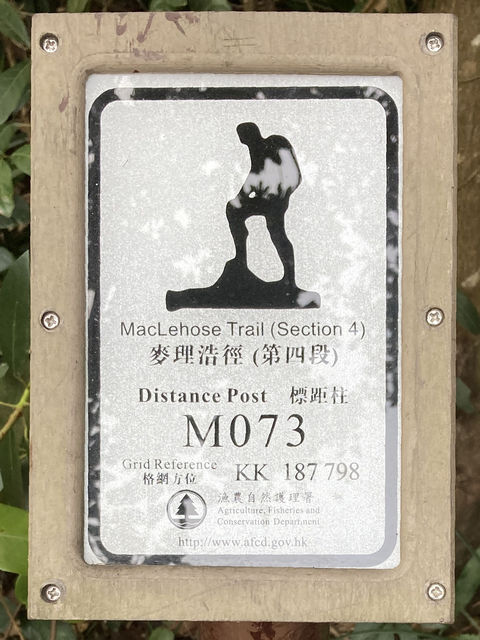 MacLehose Trail (Section 4)
麥理浩徑 (第四段)
Distance Post 標距柱
M073
Grid Reference
格網方位
KK 187 798
漁農自然護理署
Agriculture, Fisheries and
Conservation Department
http://www.afcd.gov.hk